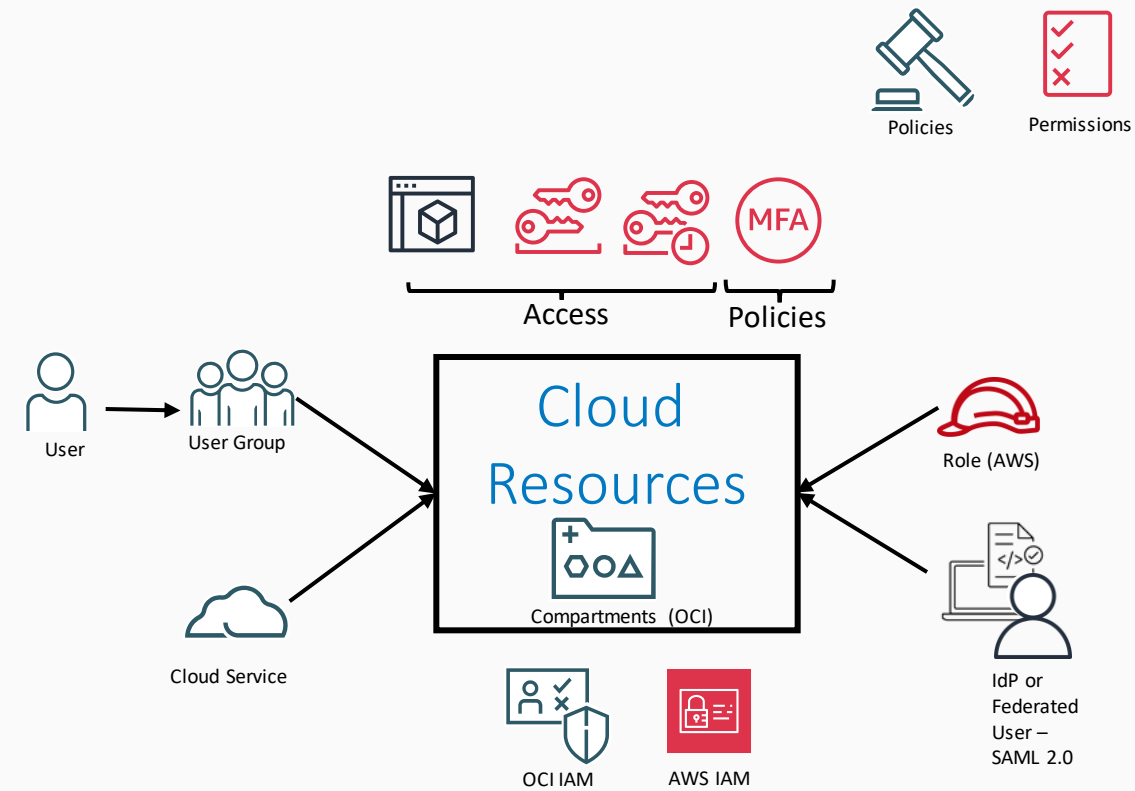 Policies
Permissions
MFA
Access
Policies
Cloud
Resources
Compartments (OCI)
User
User Group
Cloud Service
Role (AWS)
</>
IdP or
Federated
User –
SAML 2.0
OCI IAM
AWS IAM